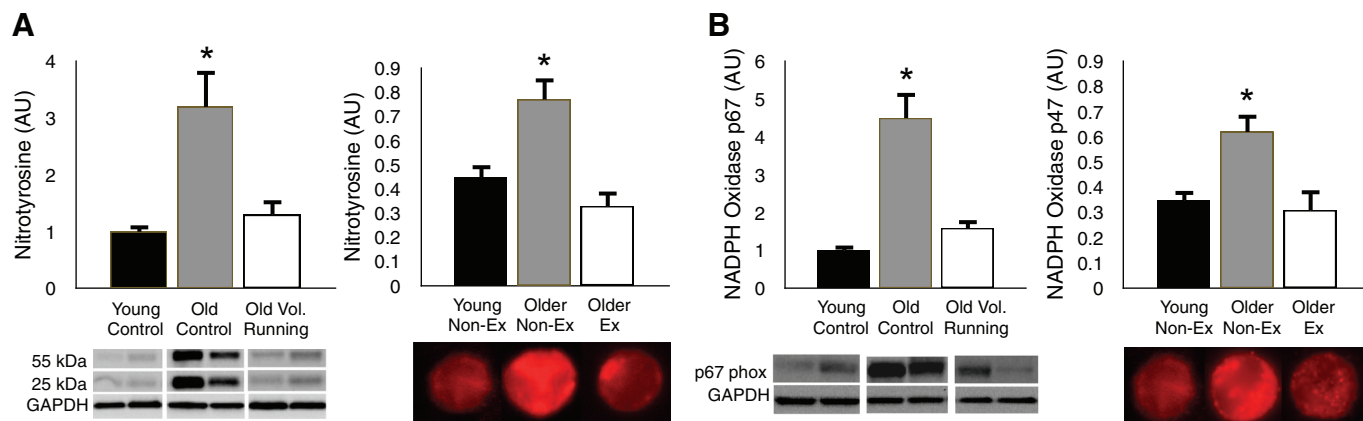 A
Nitrotyrosine (AU)
4
3
2
1
0
*
Young Control
Old Control
Old Vol. Running
55 kDa
25 kDa
GAPDH
Nitrotyrosine (AU)
0.9
0.8
0.7
0.6
0.5
0.4
0.3
0.2
0.1
0
*
Young Non-Ex
Older Non-Ex
Older Ex
B
NADPH Oxidase p67 (AU)
6
5
4
3
2
1
0
*
Young Control
Old Control
Old Vol. Running
p67 phox
GAPDH
NADPH Oxidase p47 (AU)
0.9
0.8
0.7
0.6
0.5
0.4
0.3
0.2
0.1
0
*
Young Non-Ex
Older Non-Ex
Older Ex